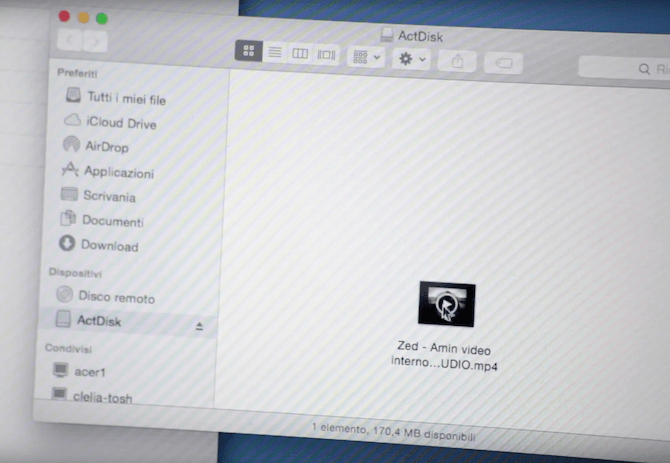 ActDisk
Preferiti
Tutti i miei file
iCloud Drive
AirDrop
Applicazioni
Scrivania
Documenti
Download
Dispositivi
Disco remoto
ActDisk
Condivisi
acer1
clelia-tosh
Zed - Amin video
interno...UDIO.mp4
1 elemento, 170,4 MB disponibili